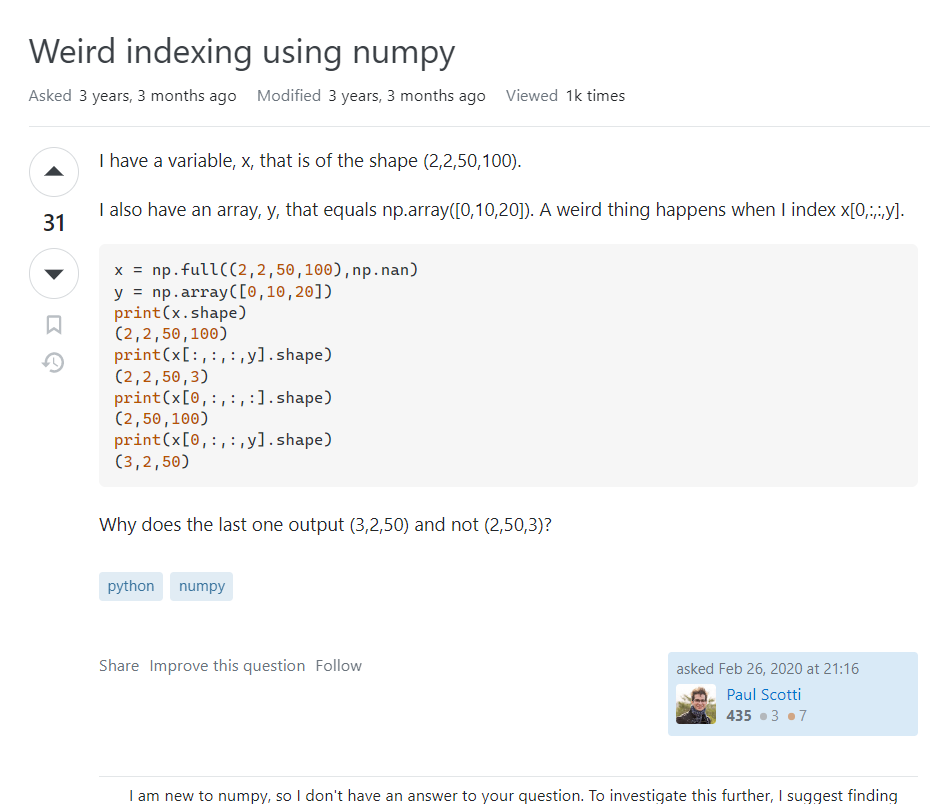 Weird indexing using numpy
Asked 3 years, 3 months ago Modified 3 years, 3 months ago Viewed 1k times
I have a variable, x, that is of the shape (2,2,50,100).
31
I also have an array, y, that equals np.array([0,10,20]). A weird thing happens when I index x[0,:,:,y].
x = np.full((2,2,50,100),np.nan)
y = np.array([0,10,20])
print(x.shape)
(2,2,50,100)
print(x[:,:,:,y].shape)
(2,2,50,3)
print(x[0,:,:,:].shape)
(2,50,100)
print(x[0,:,:,y].shape)
(3,2,50)
Why does the last one output (3,2,50) and not (2,50,3)?
python numpy
Share Improve this question Follow
asked Feb 26, 2020 at 21:16
Paul Scotti
435 3 7
I am new to numpy, so I don't have an answer to your question. To investigate this further, I suggest finding